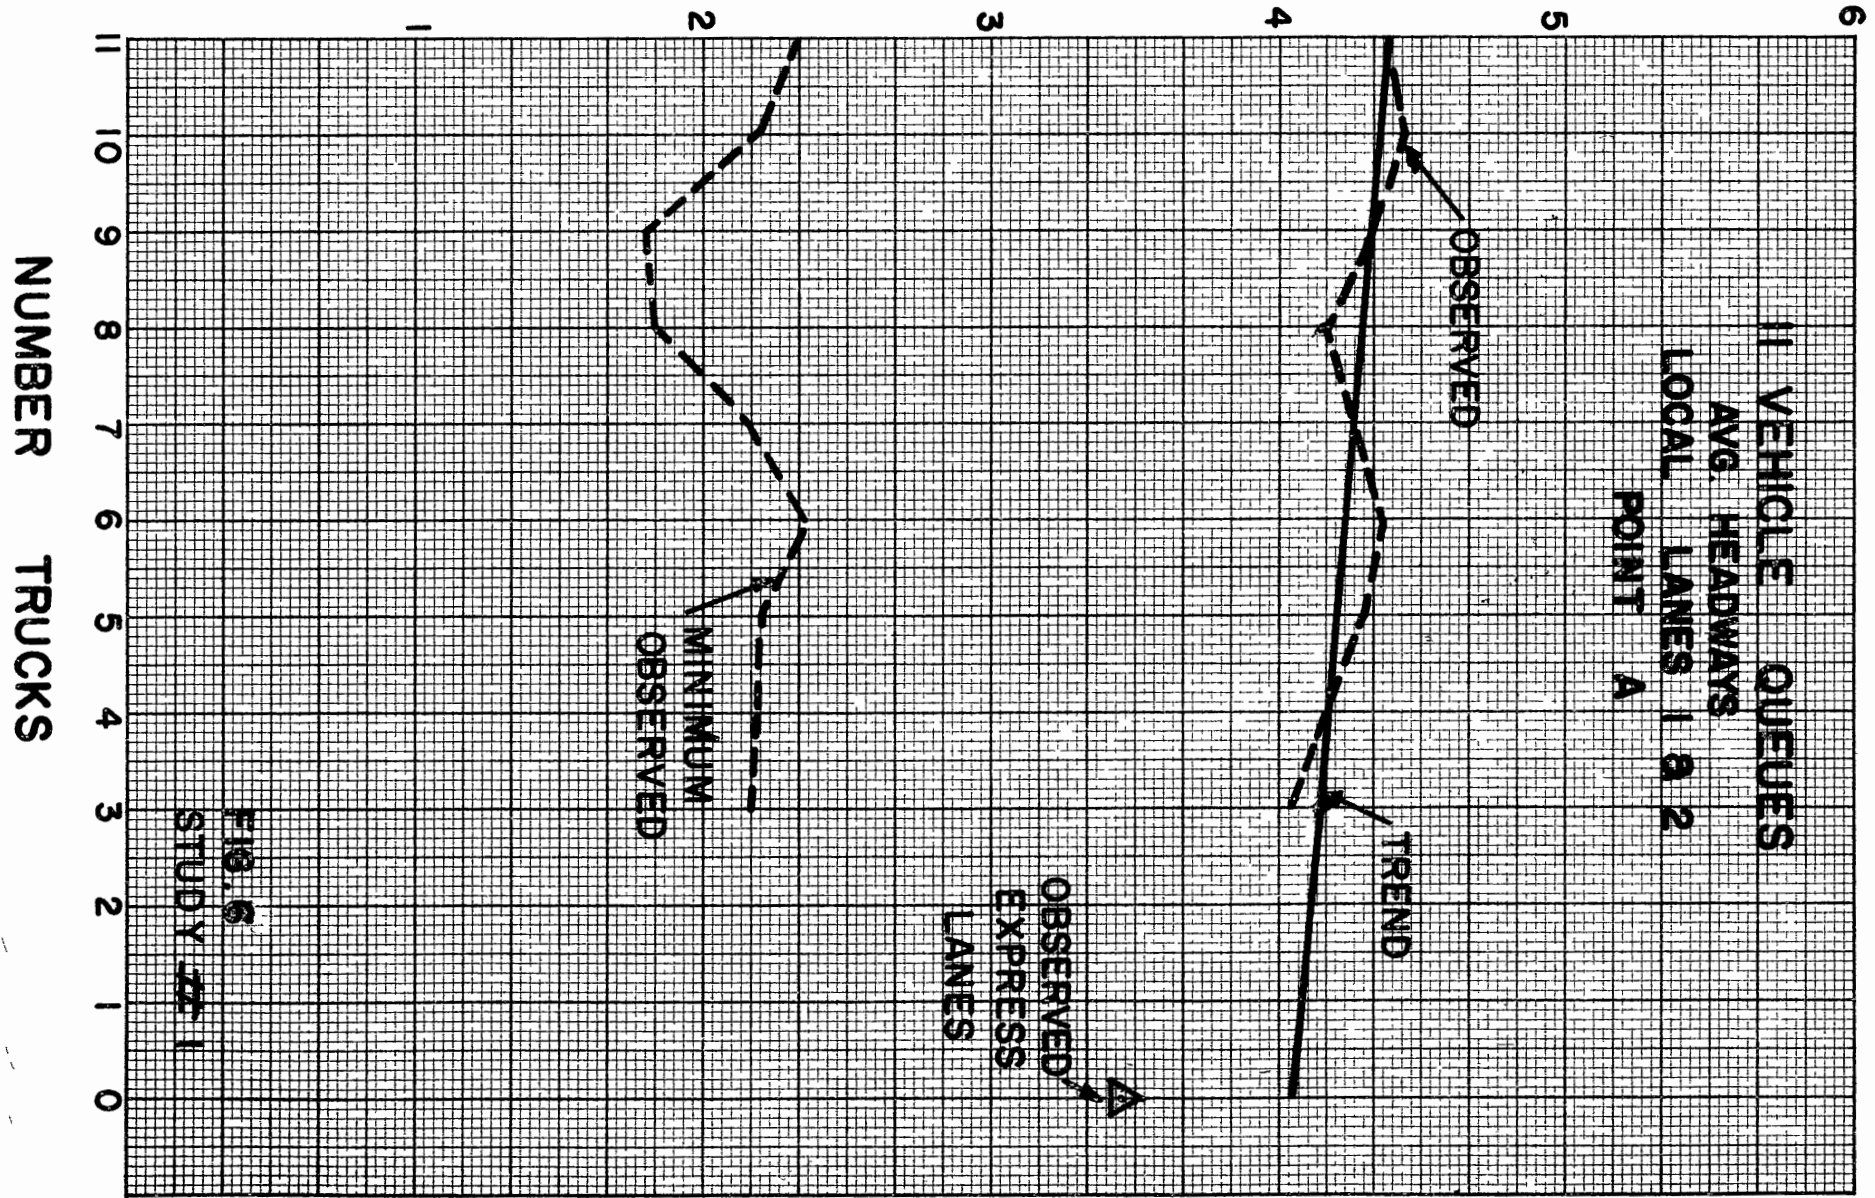 11 VEHICLE QUEUES
AVG. HEADWAYS
LOCAL LANES 1 & 2
POINT A
6
5
4
3
2
1
OBSERVED
TREND
OBSERVED
EXPRESS
LANES
MINIMUM
OBSERVED
FIG. 6
STUDY # 1
11 10 9 8 7 6 5 4 3 2 1 0
NUMBER TRUCKS